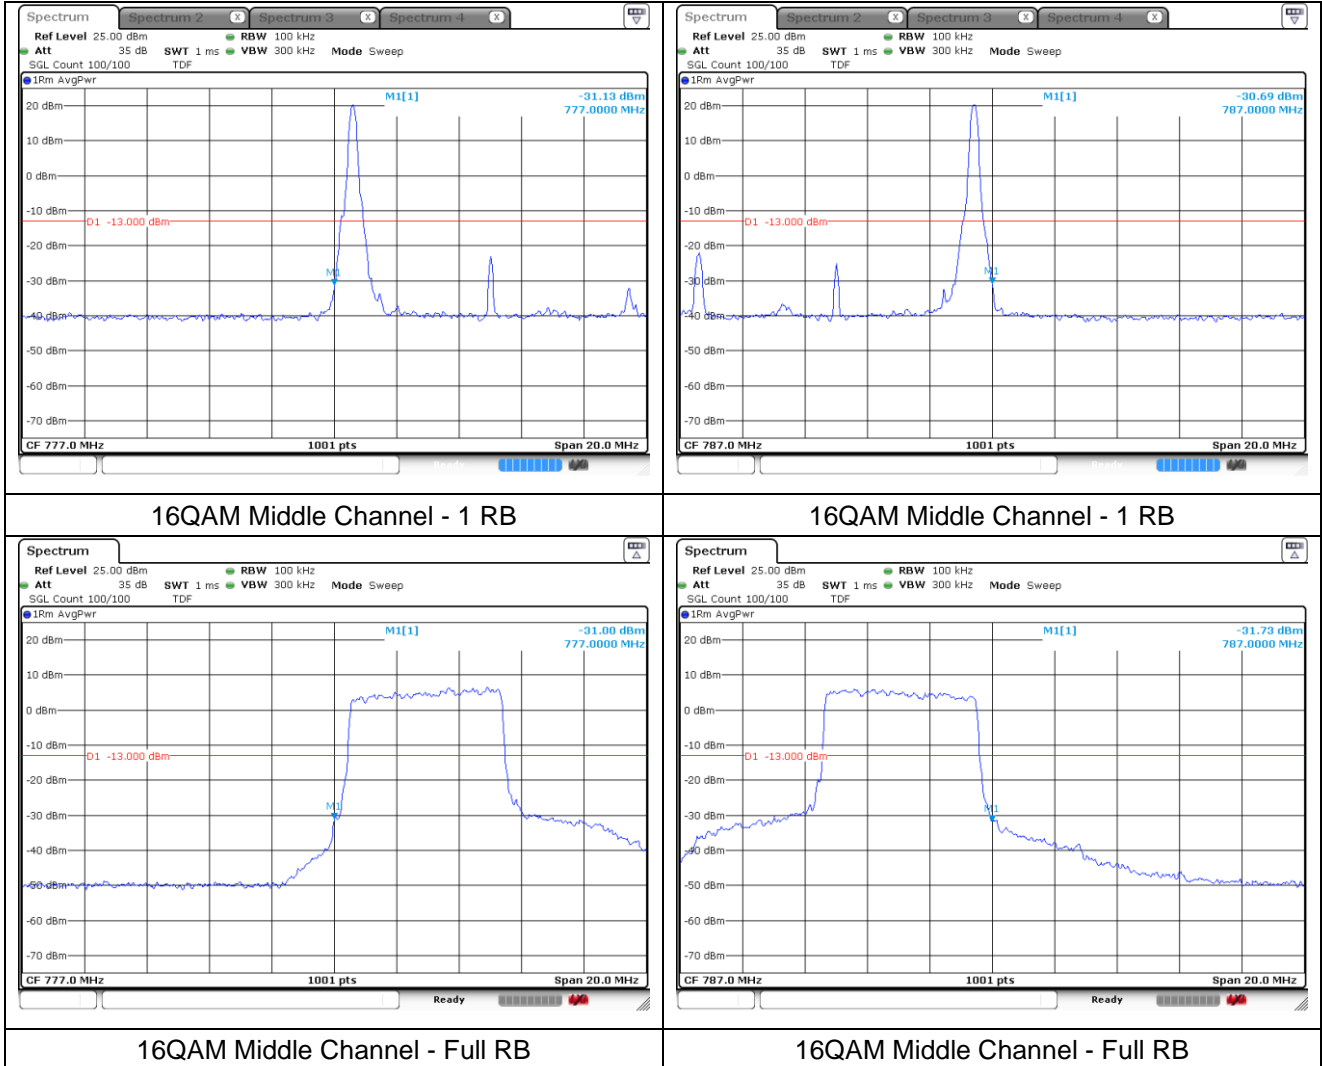 Spectrum Spectrum 2 X Spectrum 3 X Spectrum 4 X
Ref Level 25.00 dBm RBW 100 kHz
Att 35 dB SWT 1 ms VBW 300 kHz Mode Sweep
SGL Count 100/100 TDF
1Rm AvgPwr
M1[1] -31.13 dBm
777.0000 MHz
20 dBm
10 dBm
0 dBm
-10 dBm
D1 -13.000 dBm
-20 dBm
M1
-30 dBm
-40 dBm
-50 dBm
-60 dBm
-70 dBm
CF 777.0 MHz 1001 pts Span 20.0 MHz
Ready
16QAM Middle Channel - 1 RB
Spectrum Spectrum 2 X Spectrum 3 X Spectrum 4 X
Ref Level 25.00 dBm RBW 100 kHz
Att 35 dB SWT 1 ms VBW 300 kHz Mode Sweep
SGL Count 100/100 TDF
1Rm AvgPwr
M1[1] -30.69 dBm
787.0000 MHz
20 dBm
10 dBm
0 dBm
-10 dBm
D1 -13.000 dBm
-20 dBm
M1
-30 dBm
-40 dBm
-50 dBm
-60 dBm
-70 dBm
CF 787.0 MHz 1001 pts Span 20.0 MHz
Ready
16QAM Middle Channel - 1 RB
Spectrum
Ref Level 25.00 dBm RBW 100 kHz
Att 35 dB SWT 1 ms VBW 300 kHz Mode Sweep
SGL Count 100/100 TDF
1Rm AvgPwr
M1[1] -31.00 dBm
777.0000 MHz
20 dBm
10 dBm
0 dBm
-10 dBm
D1 -13.000 dBm
-20 dBm
M1
-30 dBm
-40 dBm
-50 dBm
-60 dBm
-70 dBm
CF 777.0 MHz 1001 pts Span 20.0 MHz
Ready
16QAM Middle Channel - Full RB
Spectrum
Ref Level 25.00 dBm RBW 100 kHz
Att 35 dB SWT 1 ms VBW 300 kHz Mode Sweep
SGL Count 100/100 TDF
1Rm AvgPwr
M1[1] -31.73 dBm
787.0000 MHz
20 dBm
10 dBm
0 dBm
-10 dBm
D1 -13.000 dBm
-20 dBm
M1
-30 dBm
-40 dBm
-50 dBm
-60 dBm
-70 dBm
CF 787.0 MHz 1001 pts Span 20.0 MHz
Ready
16QAM Middle Channel - Full RB